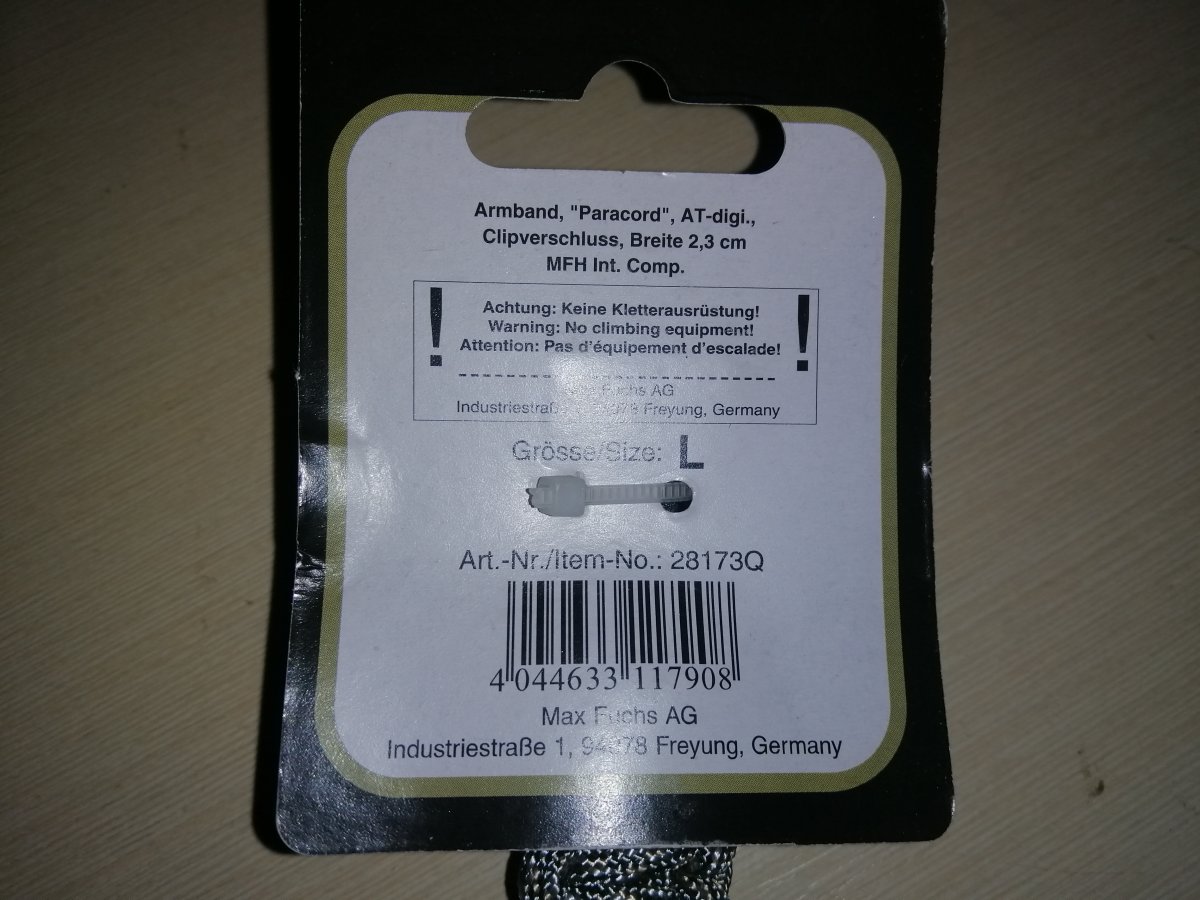 Armband, "Paracord", AT-digi.,
Clipverschluss, Breite 2,3 cm
MFH Int. Comp.
! !
Achtung: Keine Kletterausrüstung!
Warning: No climbing equipment!
Attention: Pas d'équipement d'escalade!
Fuchs AG
Freyung, Germany
Grösse/Size: L
Art.-Nr./Item-No.: 28173Q
4 044633 117908
Max Fuchs AG
Industriestraße 1, Freyung, Germany